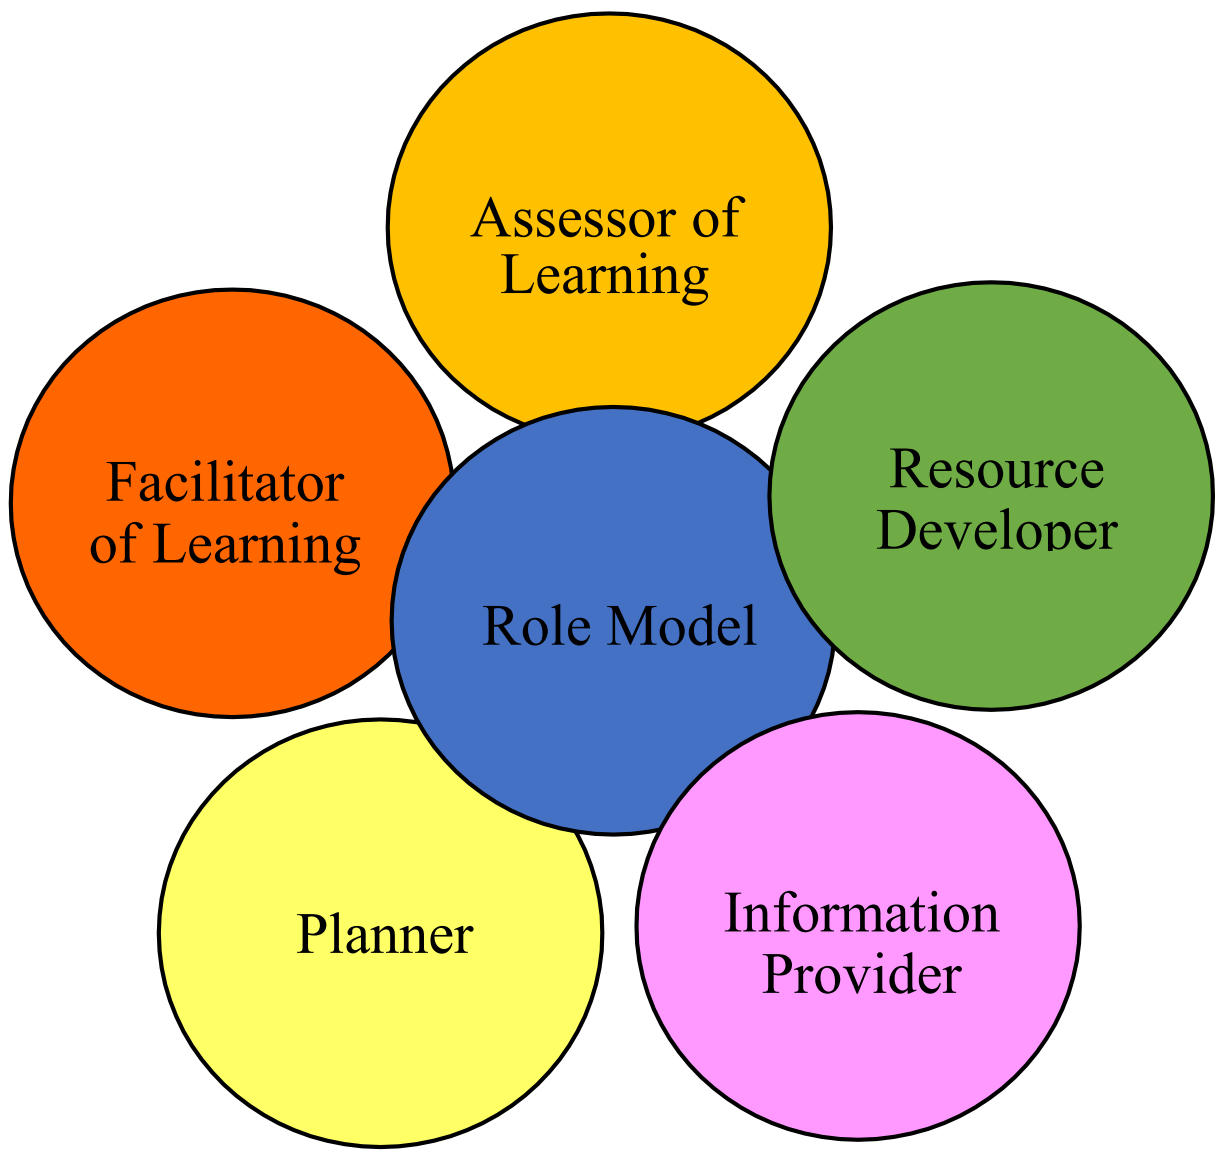 Assessor of
Learning
Facilitator
of Learning
Resource
Developer
Role Model
Planner
Information
Provider